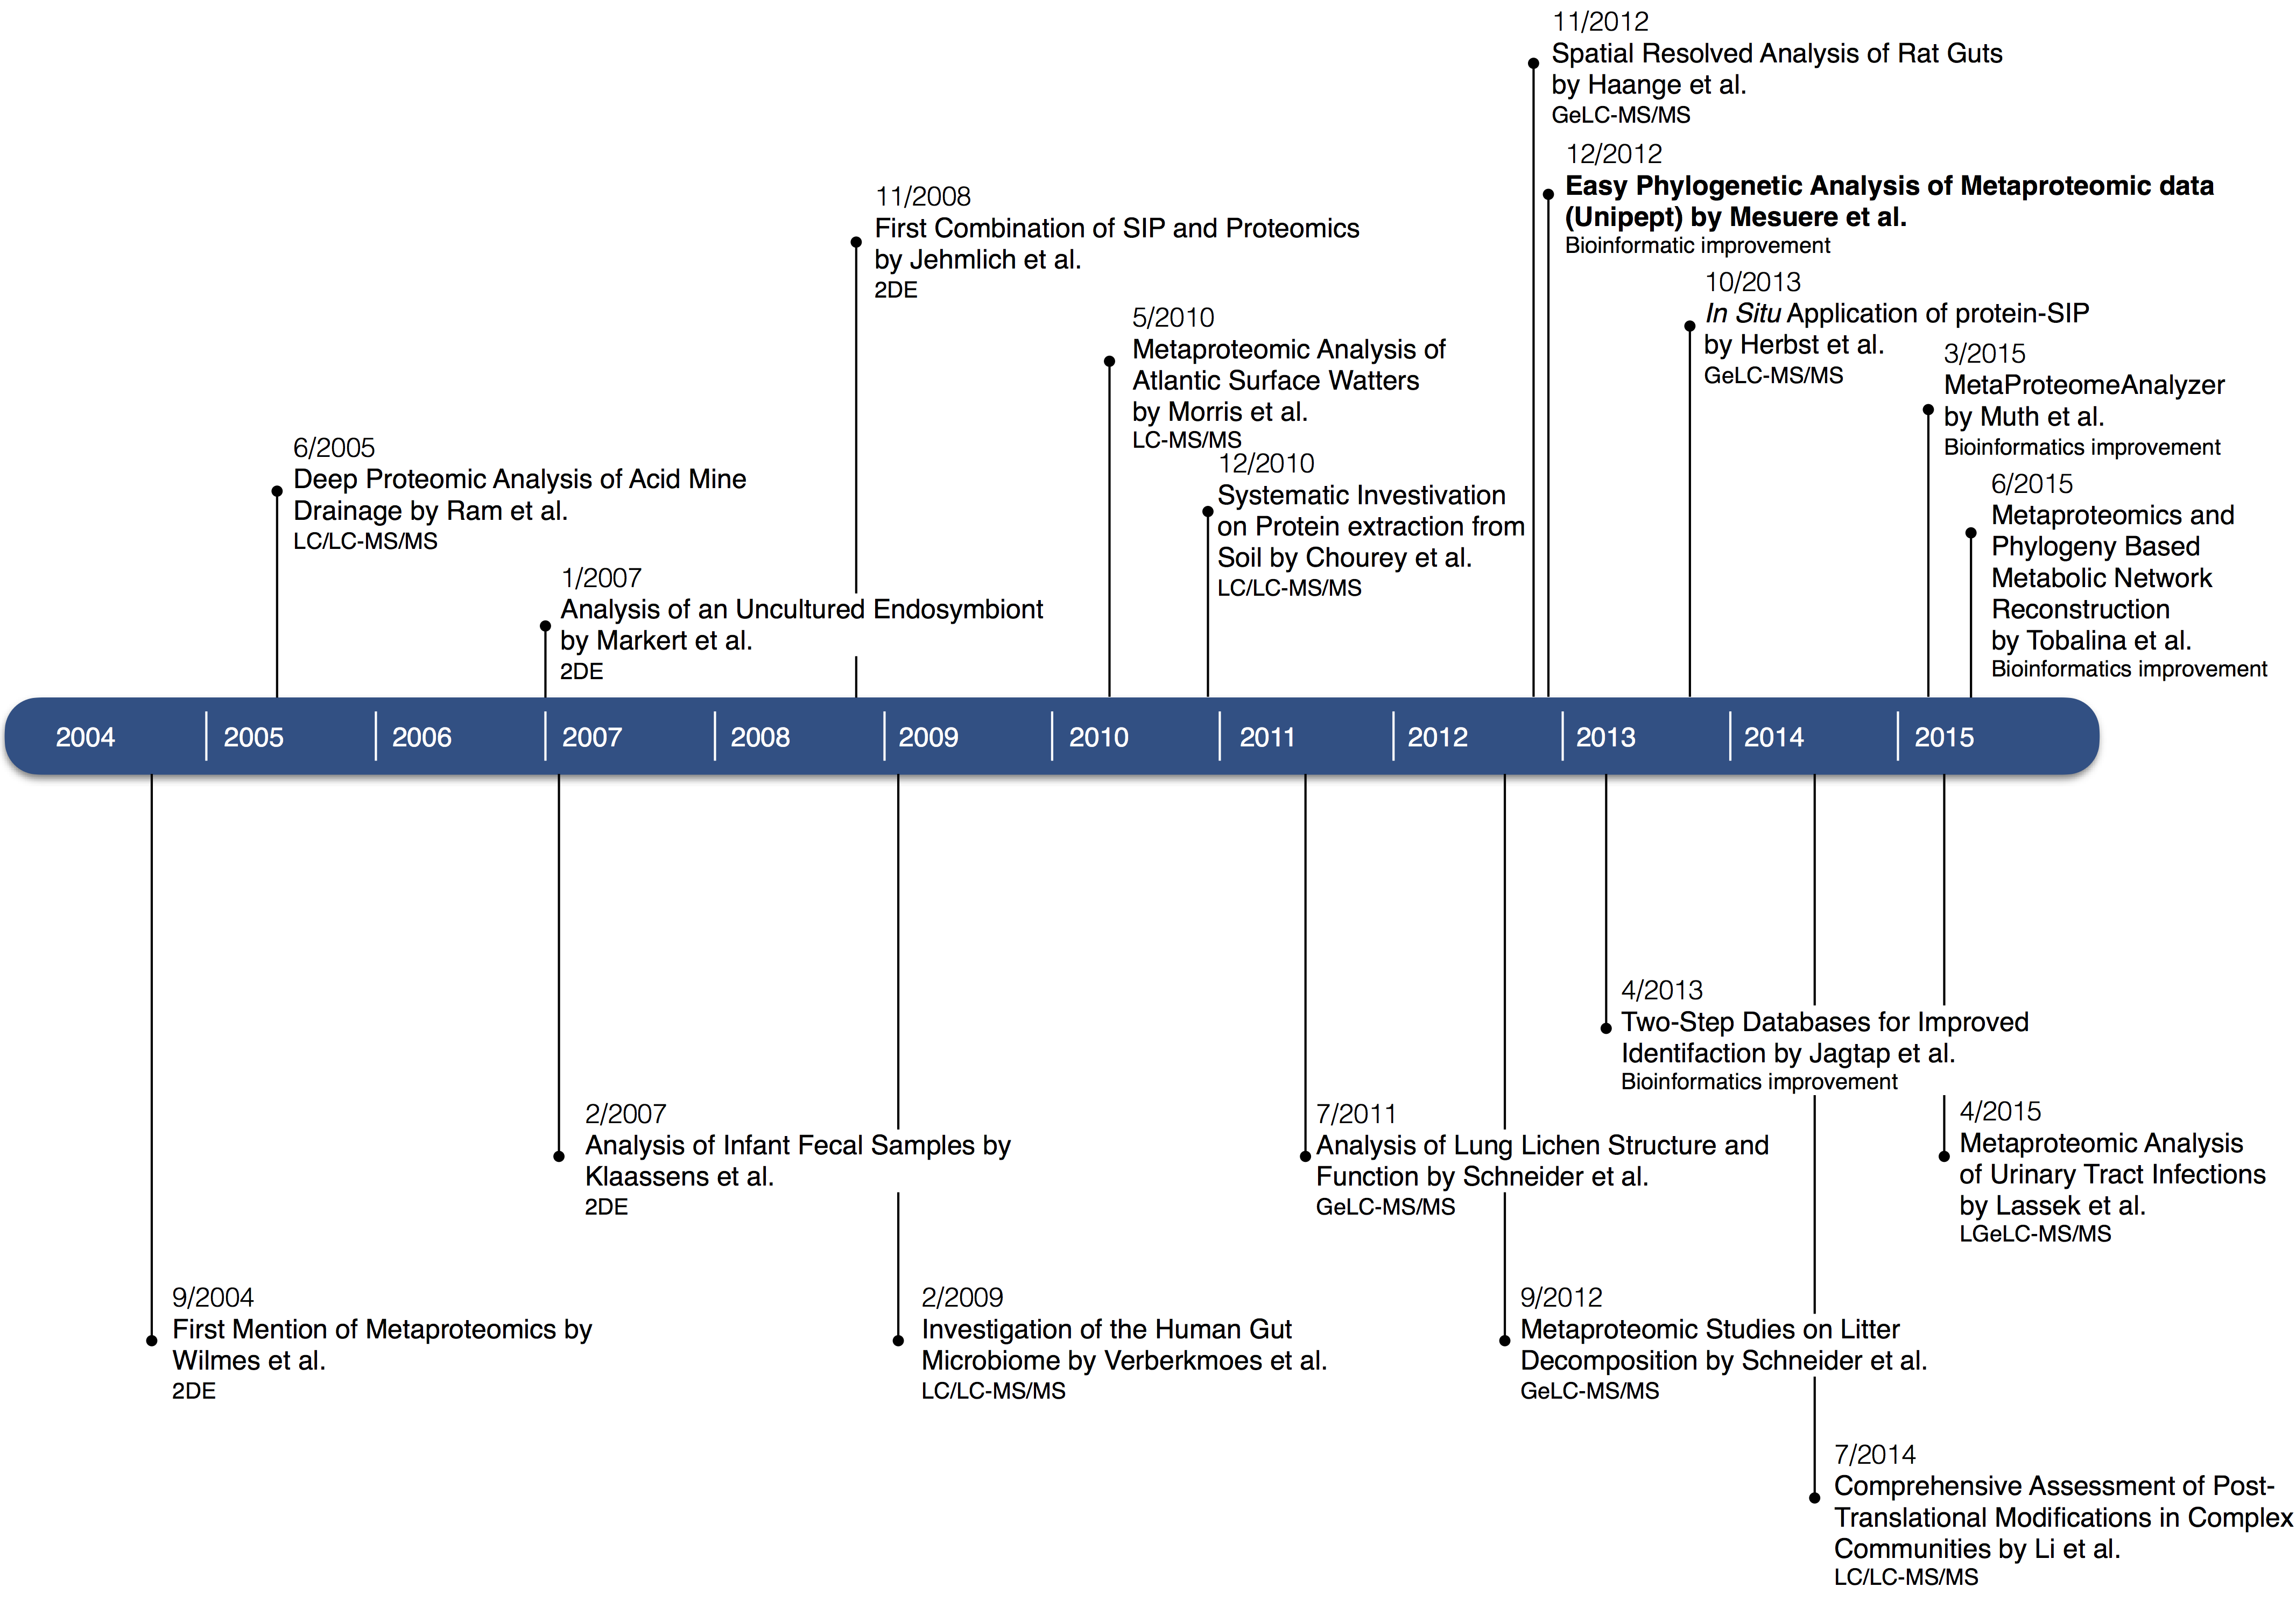 11/2012
Spatial Resolved Analysis of Rat Guts
by Haange et al.
GeLC-MS/MS
12/2012
Easy Phylogenetic Analysis of Metaproteomic data
(Unipept) by Mesuere et al.
Bioinformatic improvement
11/2008
First Combination of SIP and Proteomics
by Jehmlich et al.
2DE
10/2013
In Situ Application of protein-SIP
by Herbst et al.
GeLC-MS/MS
5/2010
Metaproteomic Analysis of
Atlantic Surface Watters
by Morris et al.
LC-MS/MS
3/2015
MetaProteomeAnalyzer
by Muth et al.
Bioinformatics improvement
6/2005
Deep Proteomic Analysis of Acid Mine
Drainage by Ram et al.
LC/LC-MS/MS
12/2010
Systematic Investivation
on Protein extraction from
Soil by Chourey et al.
LC/LC-MS/MS
6/2015
Metaproteomics and
Phylogeny Based
Metabolic Network
Reconstruction
by Tobalina et al.
Bioinformatics improvement
1/2007
Analysis of an Uncultured Endosymbiont
by Markert et al.
2DE
2004 2005 2006 2007 2008 2009 2010 2011 2012 2013 2014 2015
4/2013
Two-Step Databases for Improved
Identifaction by Jagtap et al.
Bioinformatics improvement
2/2007
Analysis of Infant Fecal Samples by
Klaassens et al.
2DE
7/2011
Analysis of Lung Lichen Structure and
Function by Schneider et al.
GeLC-MS/MS
4/2015
Metaproteomic Analysis
of Urinary Tract Infections
by Lassek et al.
LGeLC-MS/MS
9/2004
First Mention of Metaproteomics by
Wilmes et al.
2DE
2/2009
Investigation of the Human Gut
Microbiome by Verberkmoes et al.
LC/LC-MS/MS
9/2012
Metaproteomic Studies on Litter
Decomposition by Schneider et al.
GeLC-MS/MS
7/2014
Comprehensive Assessment of Post-
Translational Modifications in Complex
Communities by Li et al.
LC/LC-MS/MS